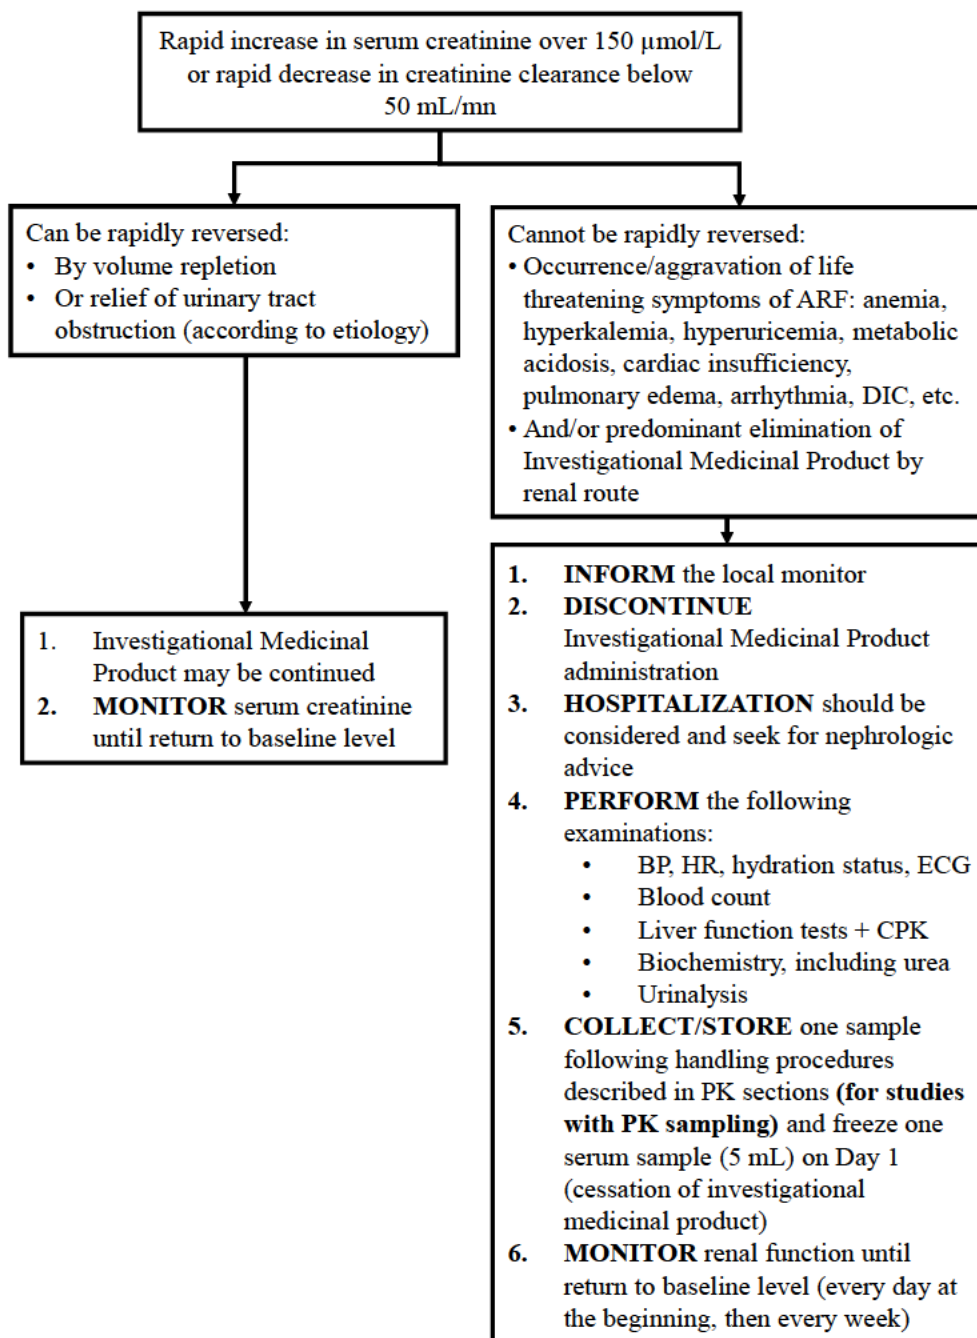 Rapid increase in serum creatinine over 150 µmol/L
or rapid decrease in creatinine clearance below
50 mL/mn
Can be rapidly reversed:
• By volume repletion
• Or relief of urinary tract
obstruction (according to etiology)
1. Investigational Medicinal
Product may be continued
2. MONITOR serum creatinine
until return to baseline level
Cannot be rapidly reversed:
• Occurrence/aggravation of life
threatening symptoms of ARF: anemia,
hyperkalemia, hyperuricemia, metabolic
acidosis, cardiac insufficiency,
pulmonary edema, arrhythmia, DIC, etc.
• And/or predominant elimination of
Investigational Medicinal Product by
renal route
1. INFORM the local monitor
2. DISCONTINUE
Investigational Medicinal Product
administration
3. HOSPITALIZATION should be
considered and seek for nephrologic
advice
4. PERFORM the following
examinations:
• BP, HR, hydration status, ECG
• Blood count
• Liver function tests + CPK
• Biochemistry, including urea
• Urinalysis
5. COLLECT/STORE one sample
following handling procedures
described in PK sections (for studies
with PK sampling) and freeze one
serum sample (5 mL) on Day 1
(cessation of investigational
medicinal product)
6. MONITOR renal function until
return to baseline level (every day at
the beginning, then every week)